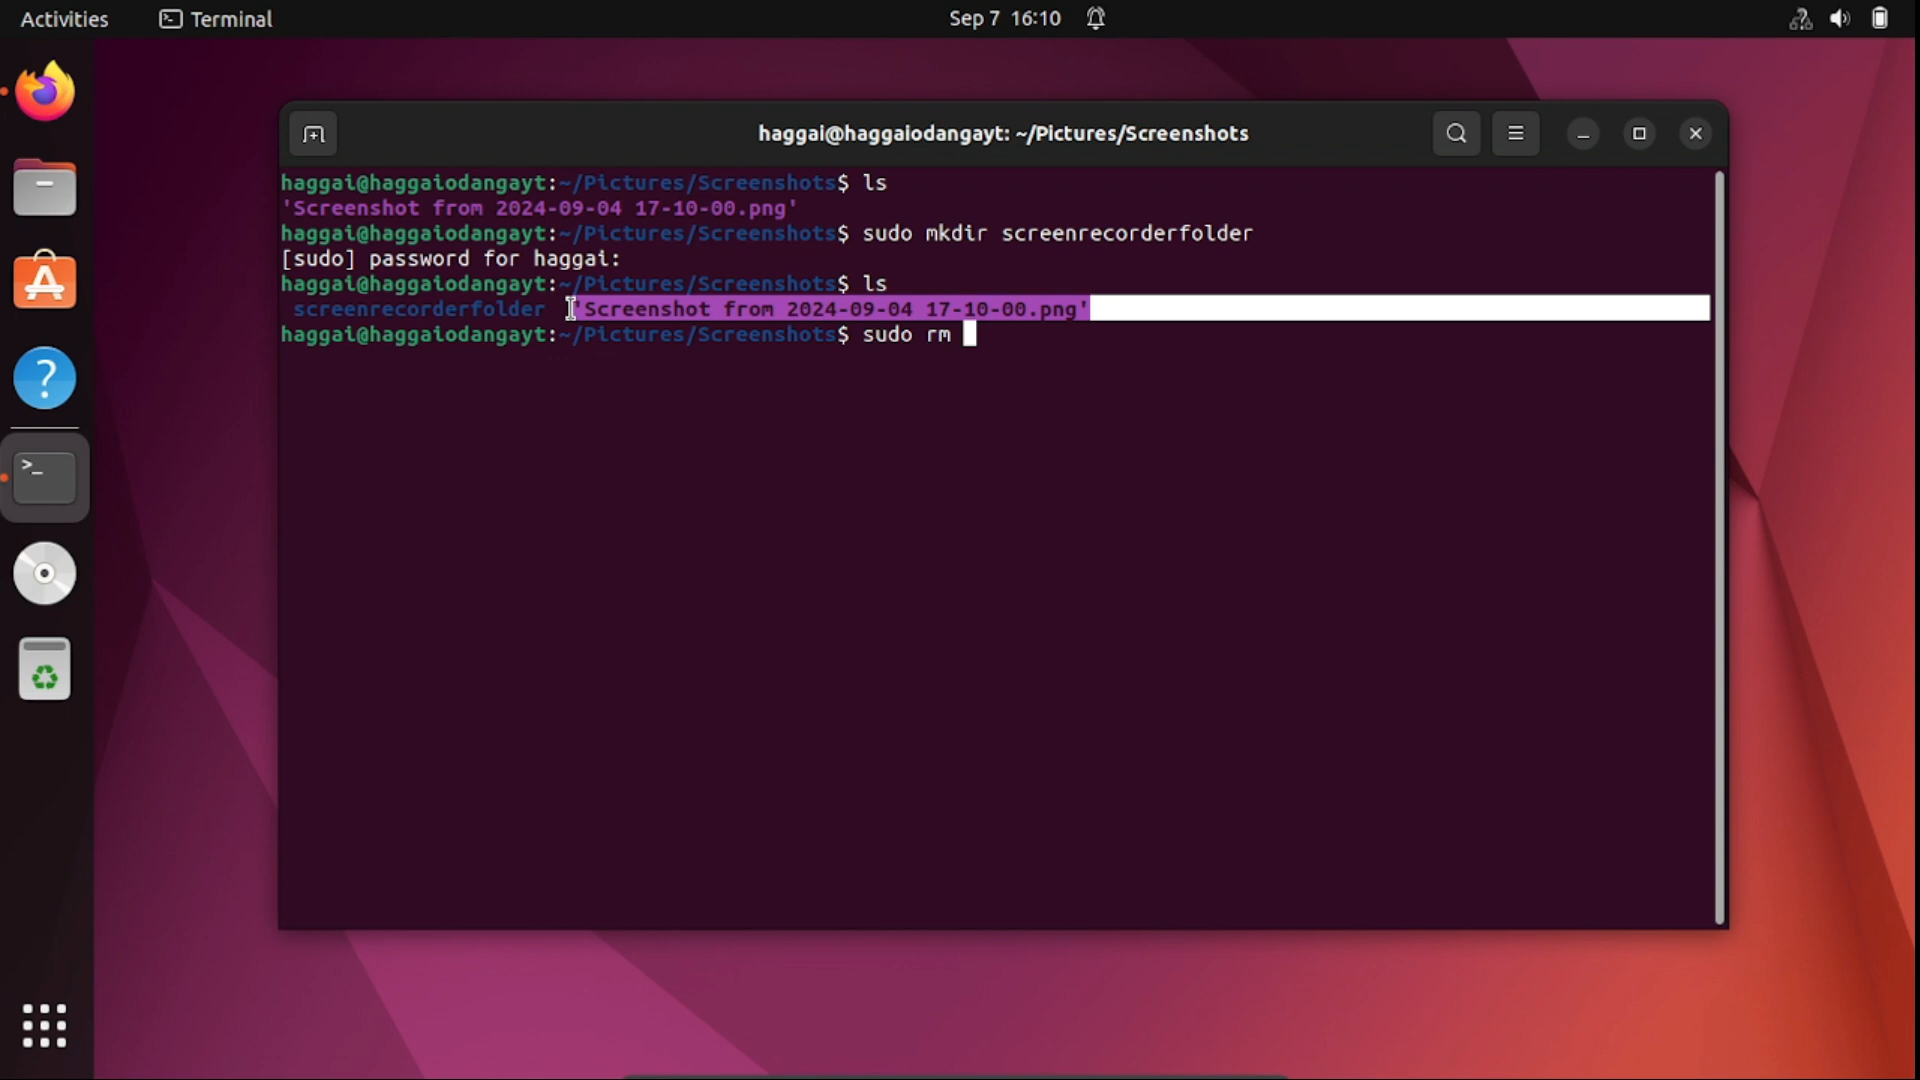 Activities Terminal Sep 7 16:10
haggai@haggaiodangayt: ~/Pictures/Screenshots
haggai@haggaiodangayt:~/Pictures/Screenshots$ ls
'Screenshot from 2024-09-04 17-10-00.png'
haggai@haggaiodangayt:~/Pictures/Screenshots$ sudo mkdir screenrecorderfolder
[sudo] password for haggai:
haggai@haggaiodangayt:~/Pictures/Screenshots$ ls
screenrecorderfolder 'Screenshot from 2024-09-04 17-10-00.png'
haggai@haggaiodangayt:~/Pictures/Screenshots$ sudo rm